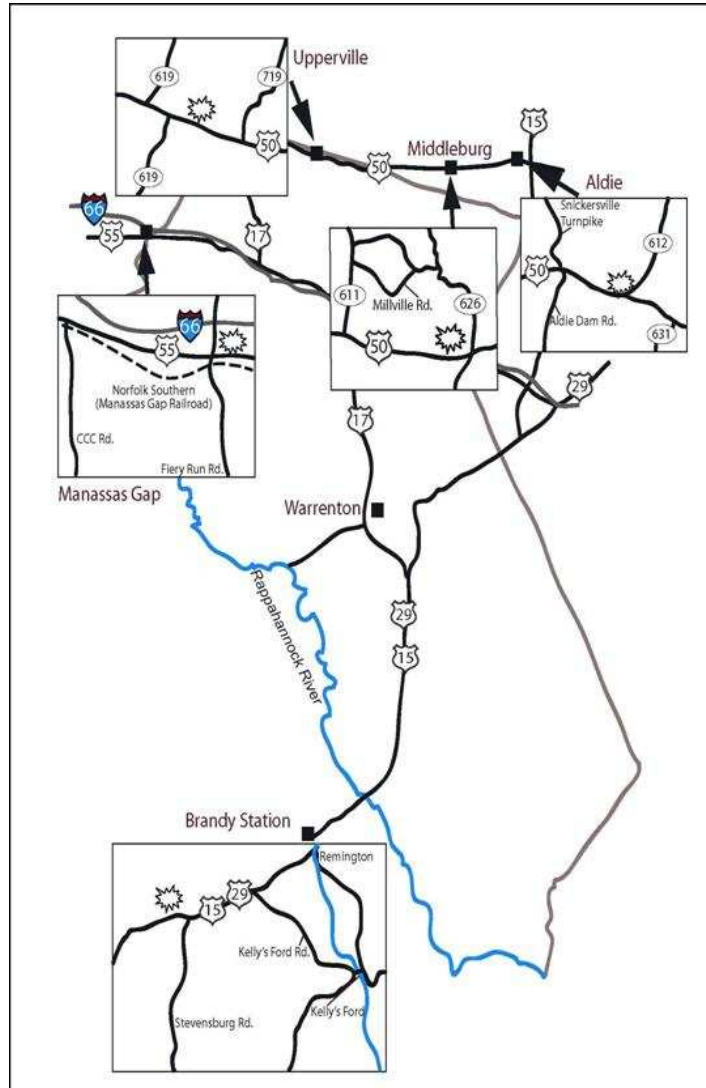 Upperville
619
719
50
619
50
Middleburg
15
Aldie
66
55
17
Snickersville
Turnpike
612
50
Aldie Dam Rd.
631
611
Millville Rd.
626
50
66
55
Norfolk Southern
(Manassas Gap Railroad)
CCC Rd.
Fiery Run Rd.
Manassas Gap
29
17
Warrenton
Rappahannock River
29
15
Brandy Station
Remington
29
15
Kelly's Ford Rd.
Stevensburg Rd.
Kelly's Ford